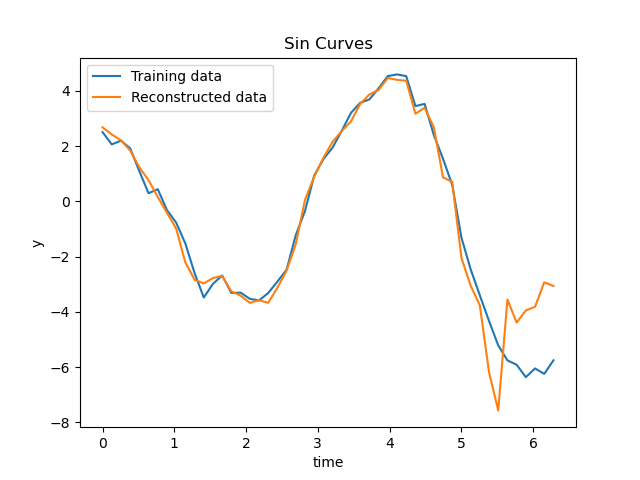 Sin Curves
Training data
Reconstructed data
y
4
2
0
−2
−4
−6
−8
0 1 2 3 4 5 6
time